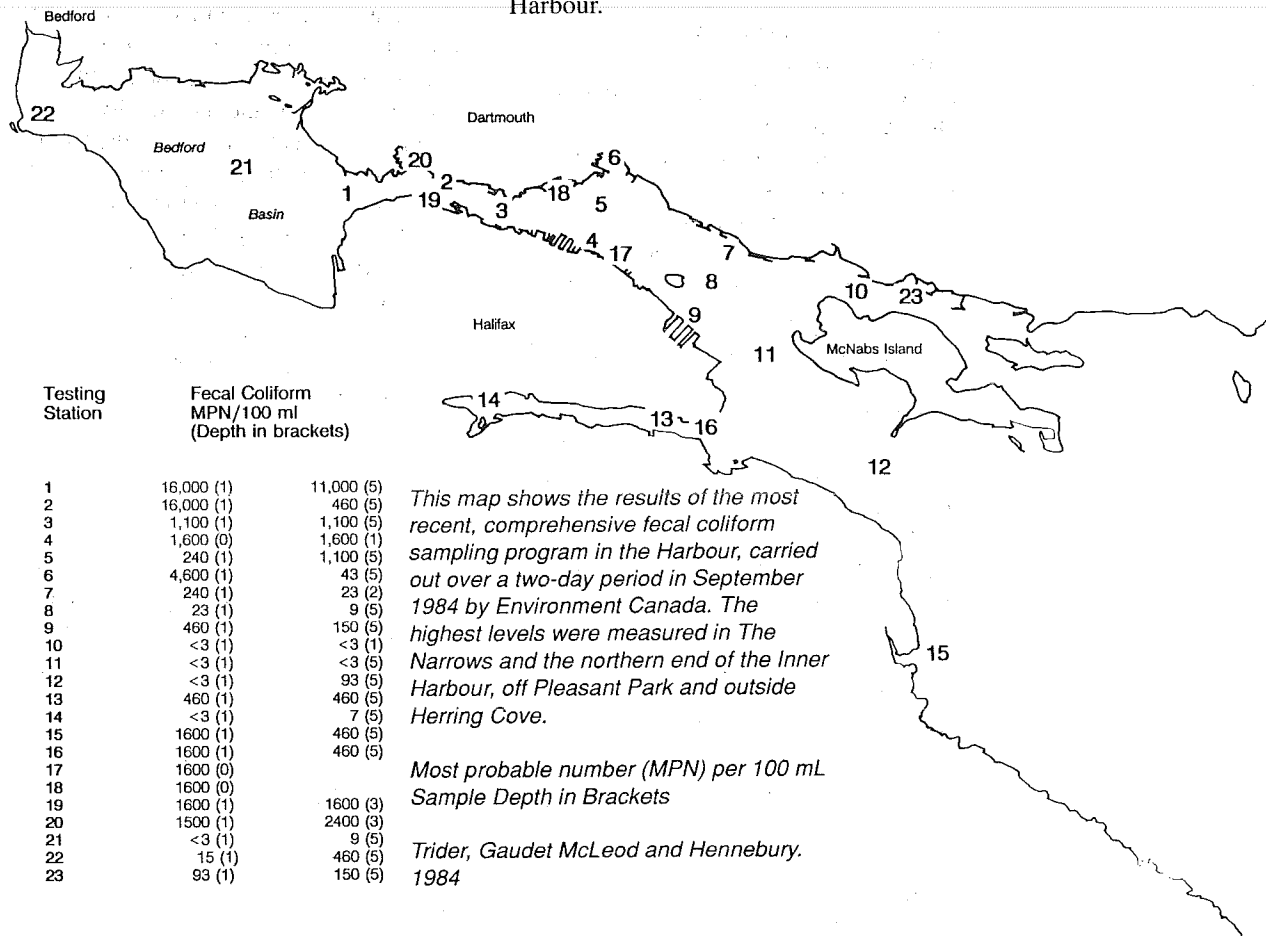 Harbour.
Bedford
Dartmouth
22
Bedford
21
Basin
1
20
2
19
3
18
6
5
4
17
7
8
9
10
23
Halifax
11
McNabs Island
14
13
16
12
15
Testing Fecal Coliform
Station MPN/100 ml
(Depth in brackets)
1 16,000 (1) 11,000 (5)
2 16,000 (1) 460 (5)
3 1,100 (1) 1,100 (5)
4 1,600 (0) 1,600 (1)
5 240 (1) 1,100 (5)
6 4,600 (1) 43 (5)
7 240 (1) 23 (2)
8 23 (1) 9 (5)
9 460 (1) 150 (5)
10 <3 (1) <3 (1)
11 <3 (1) <3 (5)
12 <3 (1) 93 (5)
13 460 (1) 460 (5)
14 <3 (1) 7 (5)
15 1600 (1) 460 (5)
16 1600 (1) 460 (5)
17 1600 (0)
18 1600 (0)
19 1600 (1) 1600 (3)
20 1500 (1) 2400 (3)
21 <3 (1) 9 (5)
22 15 (1) 460 (5)
23 93 (1) 150 (5)
This map shows the results of the most
recent, comprehensive fecal coliform
sampling program in the Harbour, carried
out over a two-day period in September
1984 by Environment Canada. The
highest levels were measured in The
Narrows and the northern end of the Inner
Harbour, off Pleasant Park and outside
Herring Cove.
Most probable number (MPN) per 100 mL
Sample Depth in Brackets
Trider, Gaudet McLeod and Hennebury.
1984